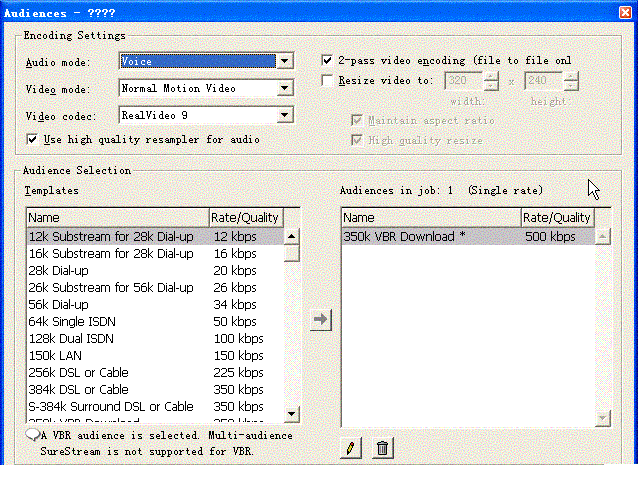 Audiences - ????
Encoding Settings
Audio mode: Voice
Video mode: Normal Motion Video
Video codec: RealVideo 9
Use high quality resampler for audio
2-pass video encoding (file to file onl
Resize video to: 320 x 240
width: height:
Maintain aspect ratio
High quality resize
Audience Selection
Templates
Name Rate/Quality
12k Substream for 28k Dial-up 12 kbps
16k Substream for 28k Dial-up 16 kbps
28k Dial-up 20 kbps
26k Substream for 56k Dial-up 26 kbps
56k Dial-up 34 kbps
64k Single ISDN 50 kbps
128k Dual ISDN 100 kbps
150k LAN 150 kbps
256k DSL or Cable 225 kbps
384k DSL or Cable 350 kbps
S-384k Surround DSL or Cable 350 kbps
350k VBR Download 350 kbps
A VBR audience is selected. Multi-audience
SureStream is not supported for VBR.
Audiences in job: 1 (Single rate)
Name Rate/Quality
350k VBR Download * 500 kbps